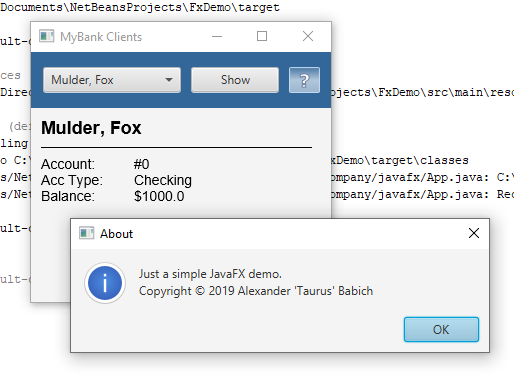 Documents\NetBeansProjects\FxDemo\target
MyBank Clients
Mulder, Fox
Show
?
Mulder, Fox
Account: #0
Acc Type: Checking
Balance: $1000.0
ult-c
ces
Direc
ojects\FxDemo\src\main\reso
(de
ling
o C:\
FxDemo\target\classes
s/Net
ompany/javafx/App.java: C:\
s/Net
ompany/javafx/App.java: Rec
ult-c
ult-c
About
Just a simple JavaFX demo.
Copyright © 2019 Alexander 'Taurus' Babich
OK